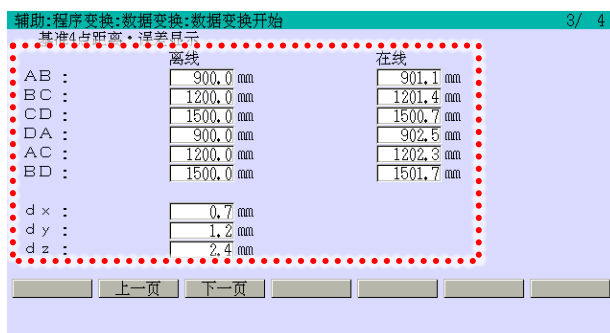 辅助:程序变换:数据变换:数据变换开始 3/ 4
基准4点距离・误差显示
离线 在线
AB : 900.0 mm 901.1 mm
BC : 1200.0 mm 1201.4 mm
CD : 1500.0 mm 1500.7 mm
DA : 900.0 mm 902.5 mm
AC : 1200.0 mm 1202.3 mm
BD : 1500.0 mm 1501.7 mm
dx : 0.7 mm
dy : 1.2 mm
dz : 2.4 mm
上一页 下一页